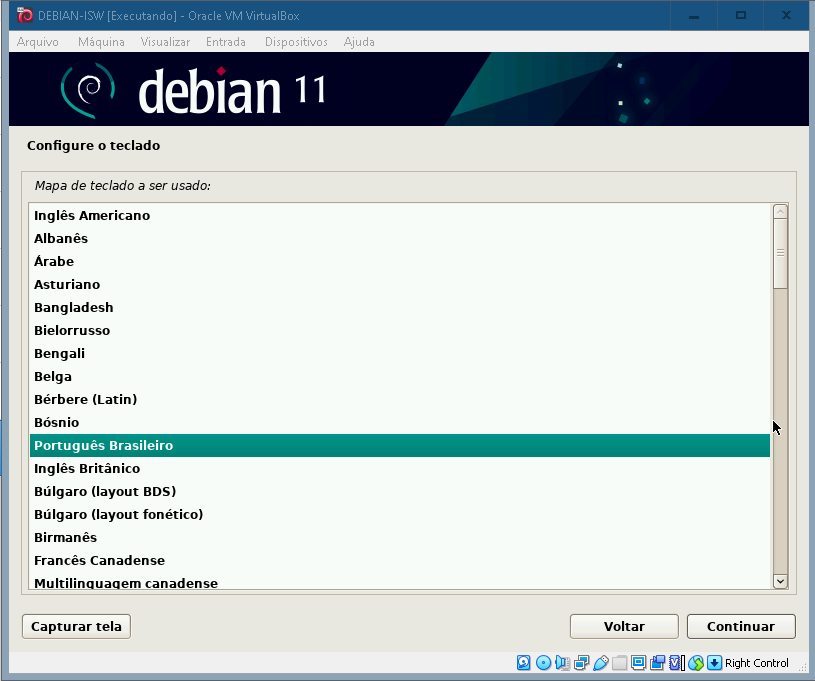 DEBIAN-ISW [Executando] - Oracle VM VirtualBox
Arquivo Máquina Visualizar Entrada Dispositivos Ajuda
debian 11
Configure o teclado
Mapa de teclado a ser usado:
Inglês Americano
Albanês
Árabe
Asturiano
Bangladesh
Bielorrusso
Bengali
Belga
Bérbere (Latin)
Bósnio
Português Brasileiro
Inglês Britânico
Búlgaro (layout BDS)
Búlgaro (layout fonético)
Birmanês
Francês Canadense
Multilinguagem canadense
Capturar tela Voltar Continuar
Right Control